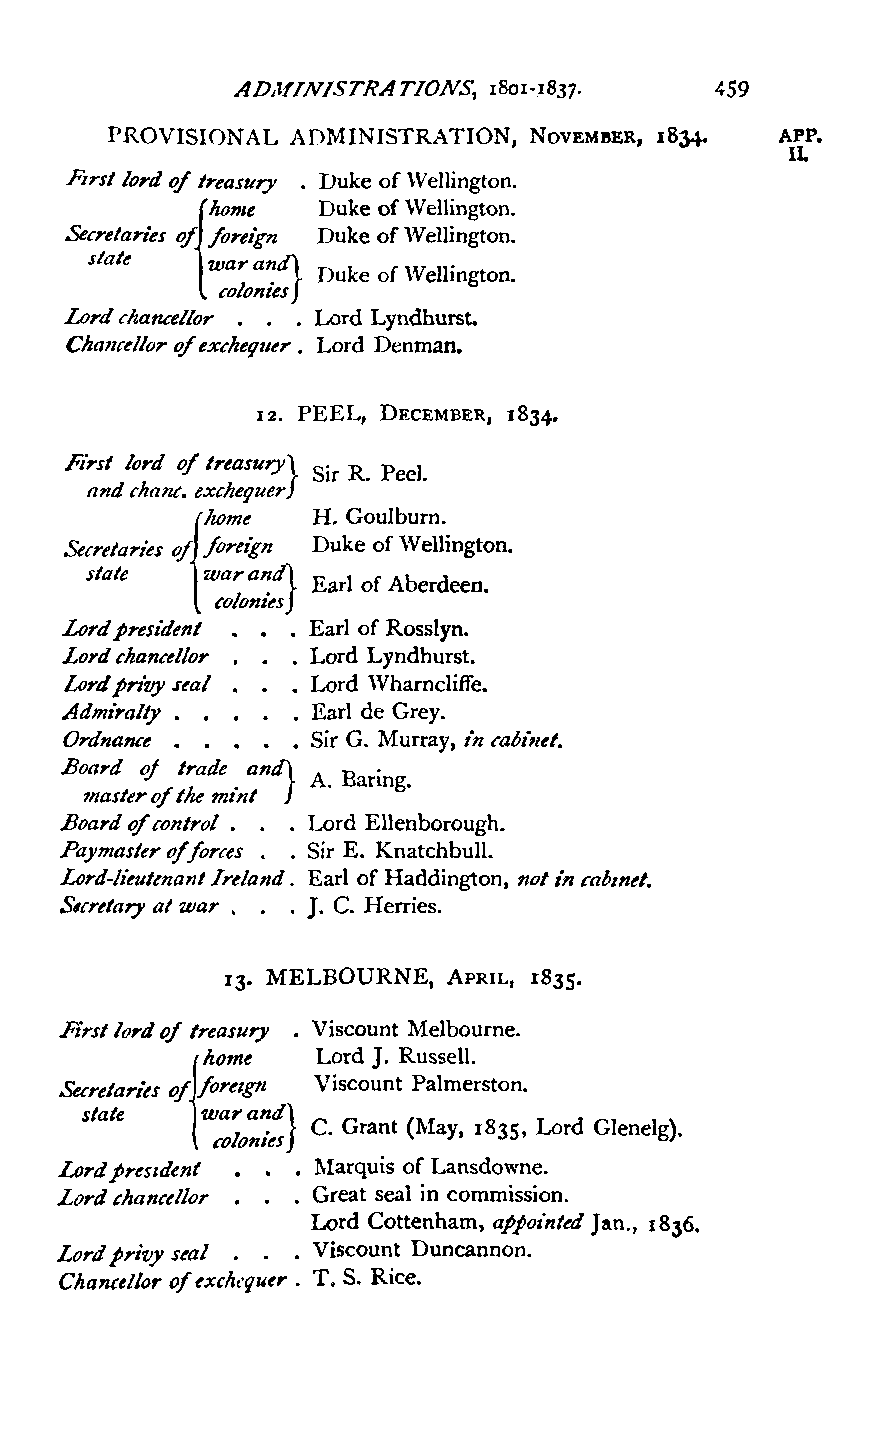 ADMINISTRATIONS, 1801-1837. 459
PROVISIONAL ADMINISTRATION, NOVEMBER, 1834. APP.
II.
First lord of treasury . Duke of Wellington.
home Duke of Wellington.
Secretaries of foreign Duke of Wellington.
state war and
colonies Duke of Wellington.
Lord chancellor . . . Lord Lyndhurst.
Chancellor of exchequer . Lord Denman.
12. PEEL, DECEMBER, 1834.
First lord of treasury
and chanc. exchequer Sir R. Peel.
home H. Goulburn.
Secretaries of foreign Duke of Wellington.
state war and
colonies Earl of Aberdeen.
Lord president . . . Earl of Rosslyn.
Lord chancellor . . . Lord Lyndhurst.
Lord privy seal . . . Lord Wharncliffe.
Admiralty . . . . . Earl de Grey.
Ordnance . . . . . Sir G. Murray, in cabinet.
Board of trade and
master of the mint A. Baring.
Board of control . . . Lord Ellenborough.
Paymaster of forces . . Sir E. Knatchbull.
Lord-lieutenant Ireland . Earl of Haddington, not in cabinet.
Secretary at war . . . J. C. Herries.
13. MELBOURNE, APRIL, 1835.
First lord of treasury . Viscount Melbourne.
home Lord J. Russell.
Secretaries of foreign Viscount Palmerston.
state war and
colonies C. Grant (May, 1835, Lord Glenelg).
Lord president . . . Marquis of Lansdowne.
Lord chancellor . . . Great seal in commission.
Lord Cottenham, appointed Jan., 1836.
Lord privy seal . . . Viscount Duncannon.
Chancellor of exchequer . T. S. Rice.